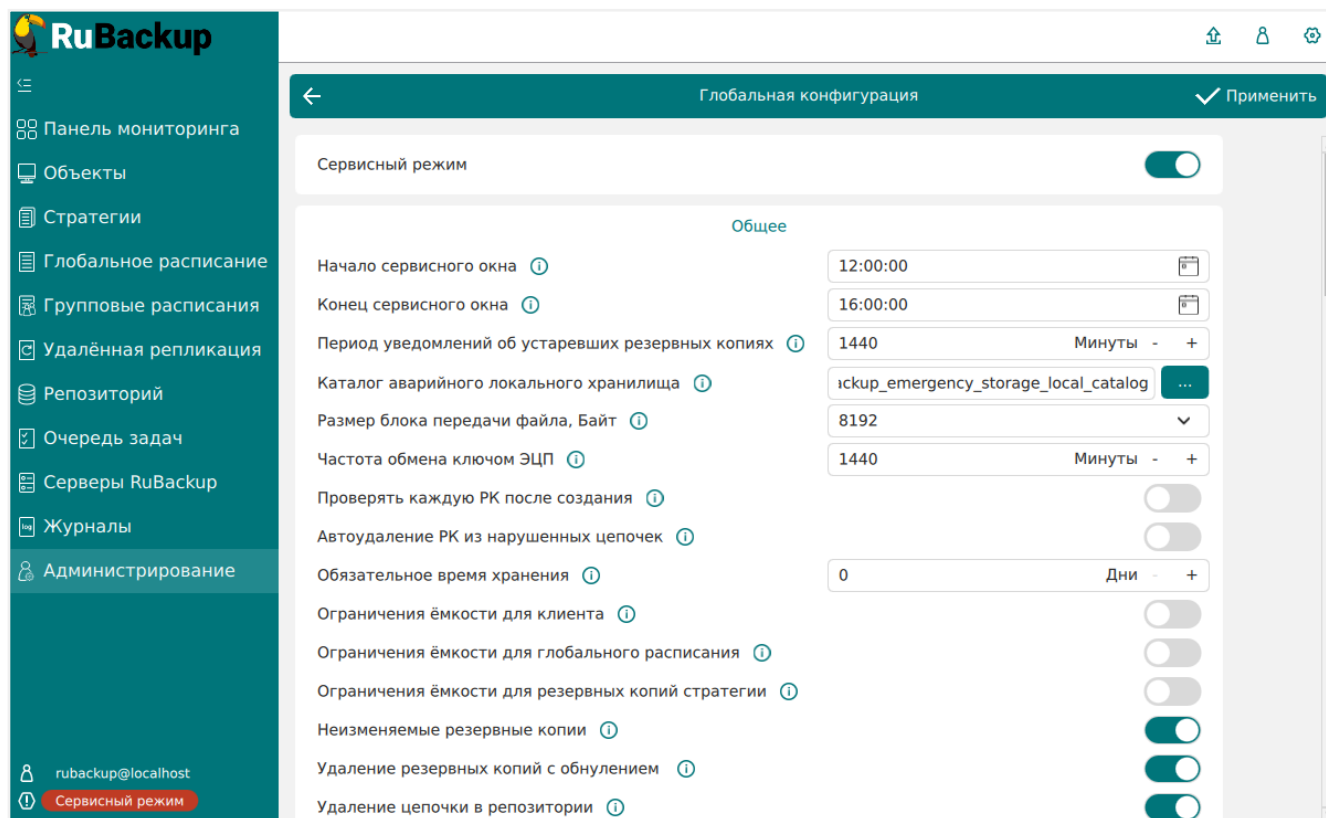 RuBackup
Панель мониторинга
Объекты
Стратегии
Глобальное расписание
Групповые расписания
Удалённая репликация
Репозиторий
Очередь задач
Серверы RuBackup
Журналы
Администрирование
rubackup@localhost
Сервисный режим
Глобальная конфигурация
Применить
Сервисный режим
Общее
Начало сервисного окна 12:00:00
Конец сервисного окна 16:00:00
Период уведомлений об устаревших резервных копиях 1440 Минуты - +
Каталог аварийного локального хранилища ackup_emergency_storage_local_catalog ...
Размер блока передачи файла, Байт 8192
Частота обмена ключом ЭЦП 1440 Минуты - +
Проверять каждую РК после создания
Автоудаление РК из нарушенных цепочек
Обязательное время хранения 0 Дни - +
Ограничения ёмкости для клиента
Ограничения ёмкости для глобального расписания
Ограничения ёмкости для резервных копий стратегии
Неизменяемые резервные копии
Удаление резервных копий с обнулением
Удаление цепочки в репозитории